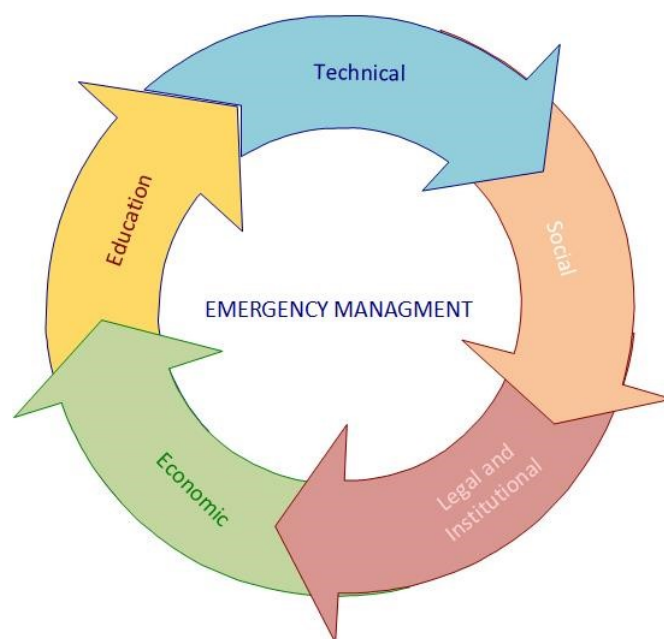 Technical
Social
Legal and
Institutional
Economic
Education
EMERGENCY MANAGMENT